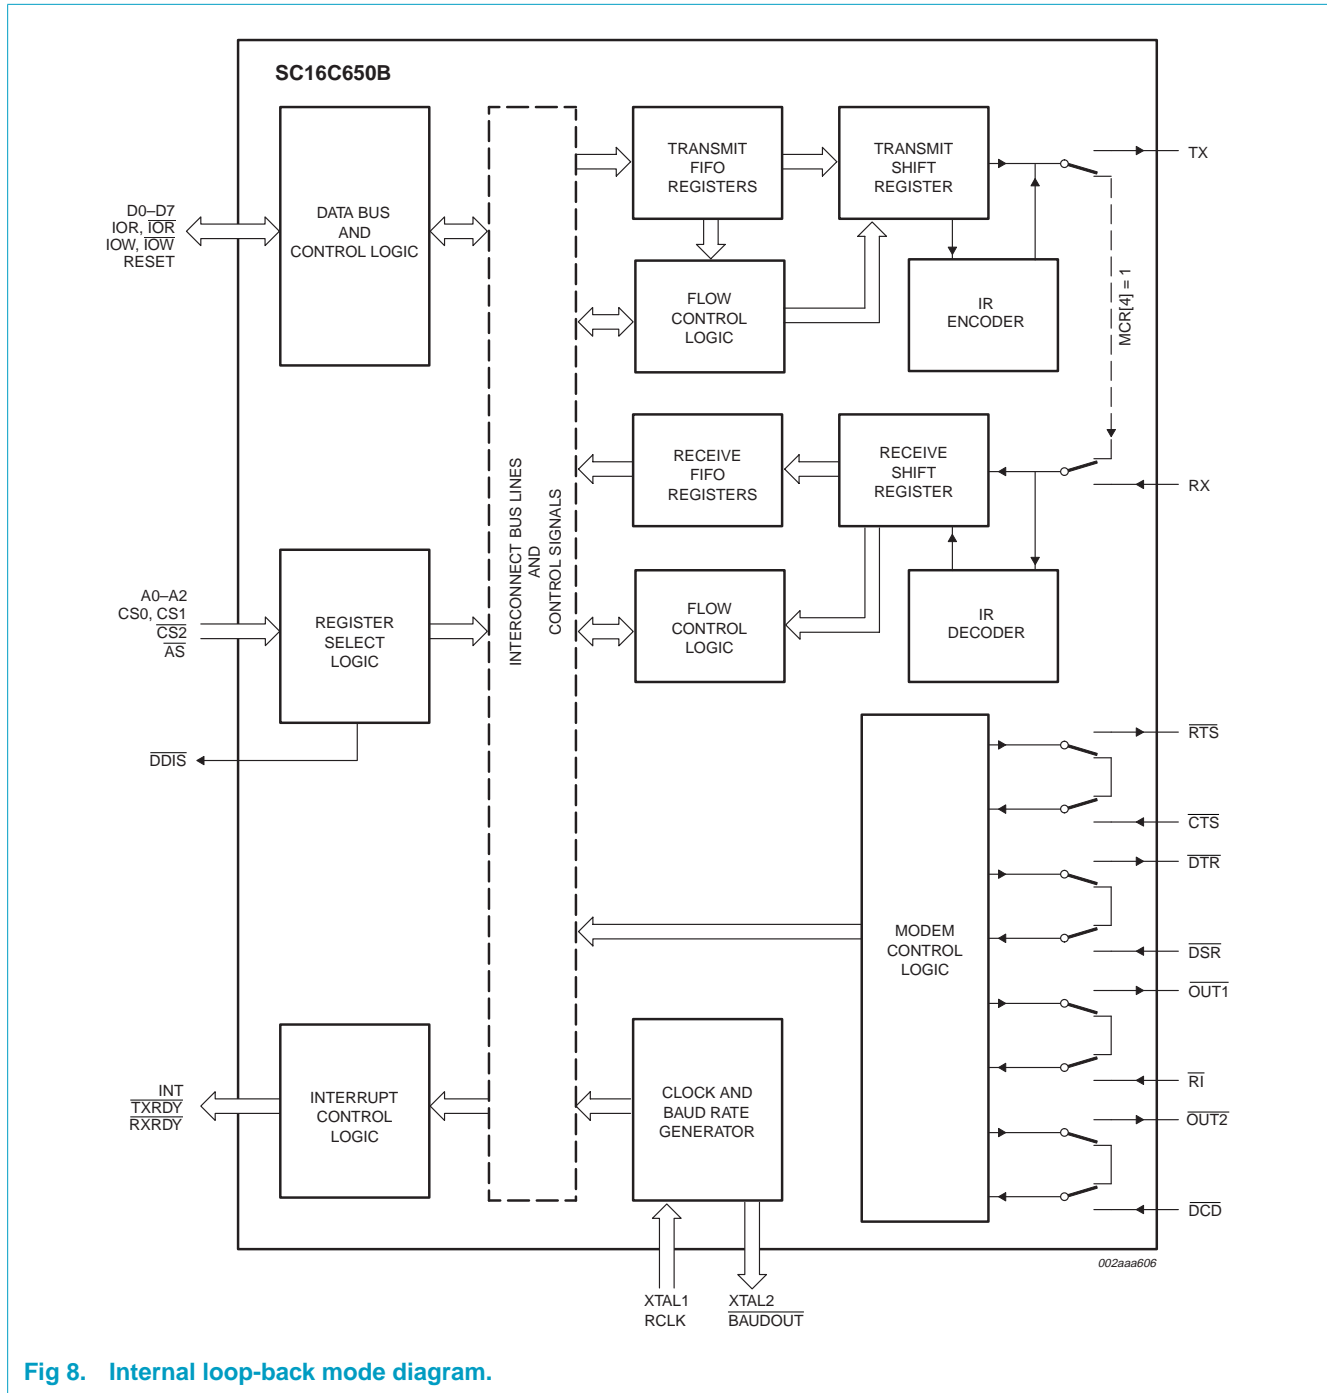 SC16C650B
D0–D7
IOR, IOR
IOW, IOW
RESET
DATA BUS
AND
CONTROL LOGIC
TRANSMIT
FIFO
REGISTERS
TRANSMIT
SHIFT
REGISTER
TX
FLOW
CONTROL
LOGIC
IR
ENCODER
MCR[4] = 1
INTERCONNECT BUS LINES
AND
CONTROL SIGNALS
RECEIVE
FIFO
REGISTERS
RECEIVE
SHIFT
REGISTER
RX
A0–A2
CS0, CS1
CS2
AS
REGISTER
SELECT
LOGIC
FLOW
CONTROL
LOGIC
IR
DECODER
DDIS
RTS
CTS
DTR
MODEM
CONTROL
LOGIC
DSR
OUT1
RI
OUT2
DCD
INT
TXRDY
RXRDY
INTERRUPT
CONTROL
LOGIC
CLOCK AND
BAUD RATE
GENERATOR
XTAL1
RCLK
XTAL2
BAUDOUT
002aaa606
Fig 8. Internal loop-back mode diagram.